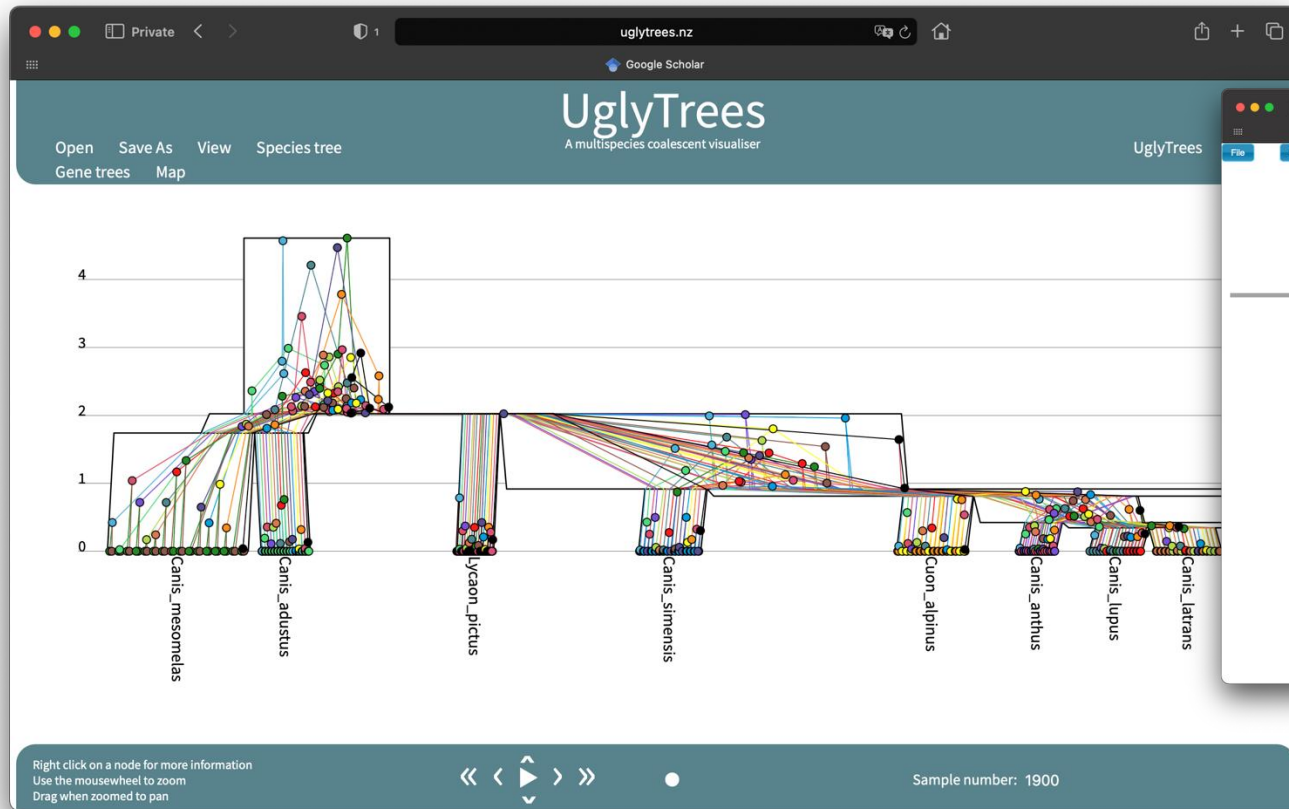 Private
1
uglytrees.nz
Google Scholar
UglyTrees
A multispecies coalescent visualiser
Open Save As View Species tree
UglyTrees
Gene trees Map
File
4
3
2
1
0
Canis_mesomelas
Canis_adustus
Lycaon_pictus
Canis_simensis
Cuon_alpinus
Canis_anthus
Canis_lupus
Canis_latrans
Right click on a node for more information
Use the mousewheel to zoom
Drag when zoomed to pan
Sample number: 1900